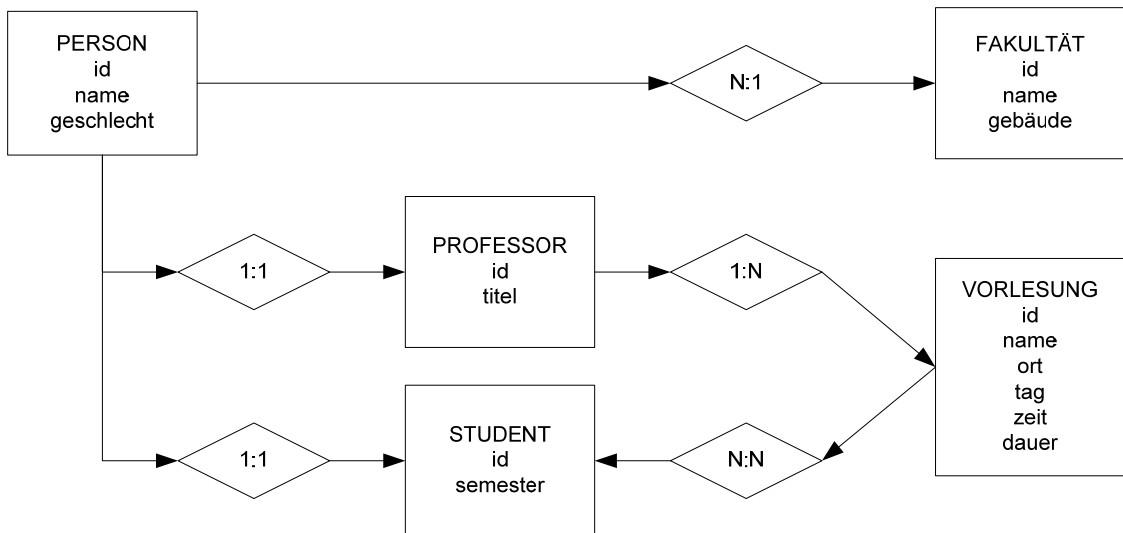 PERSON
id
name
geschlecht
N:1
FAKULTÄT
id
name
gebäude
1:1
PROFESSOR
id
titel
1:N
VORLESUNG
id
name
ort
tag
zeit
dauer
1:1
STUDENT
id
semester
N:N